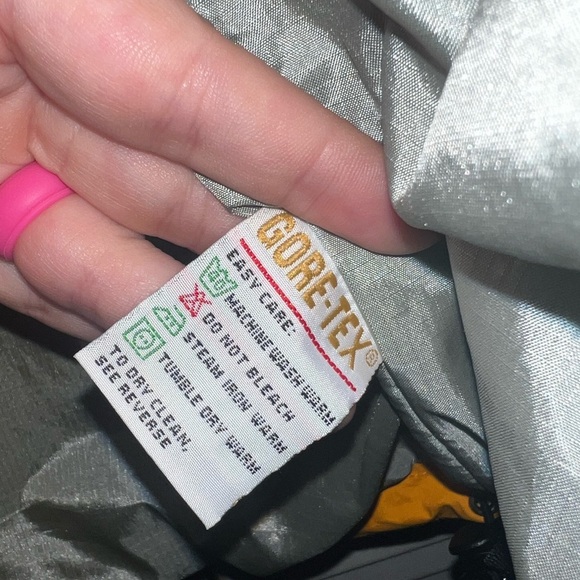 GORE-TEX®
EASY CARE:
MACHINE WASH WARM
DO NOT BLEACH
STEAM IRON WARM
TUMBLE DRY WARM
TO DRY CLEAN,
SEE REVERSE